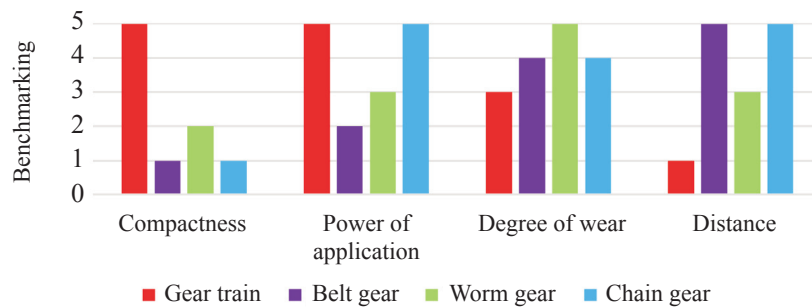 Benchmarking
5
4
3
2
1
0
Compactness
Power of
application
Degree of wear
Distance
Gear train
Belt gear
Worm gear
Chain gear